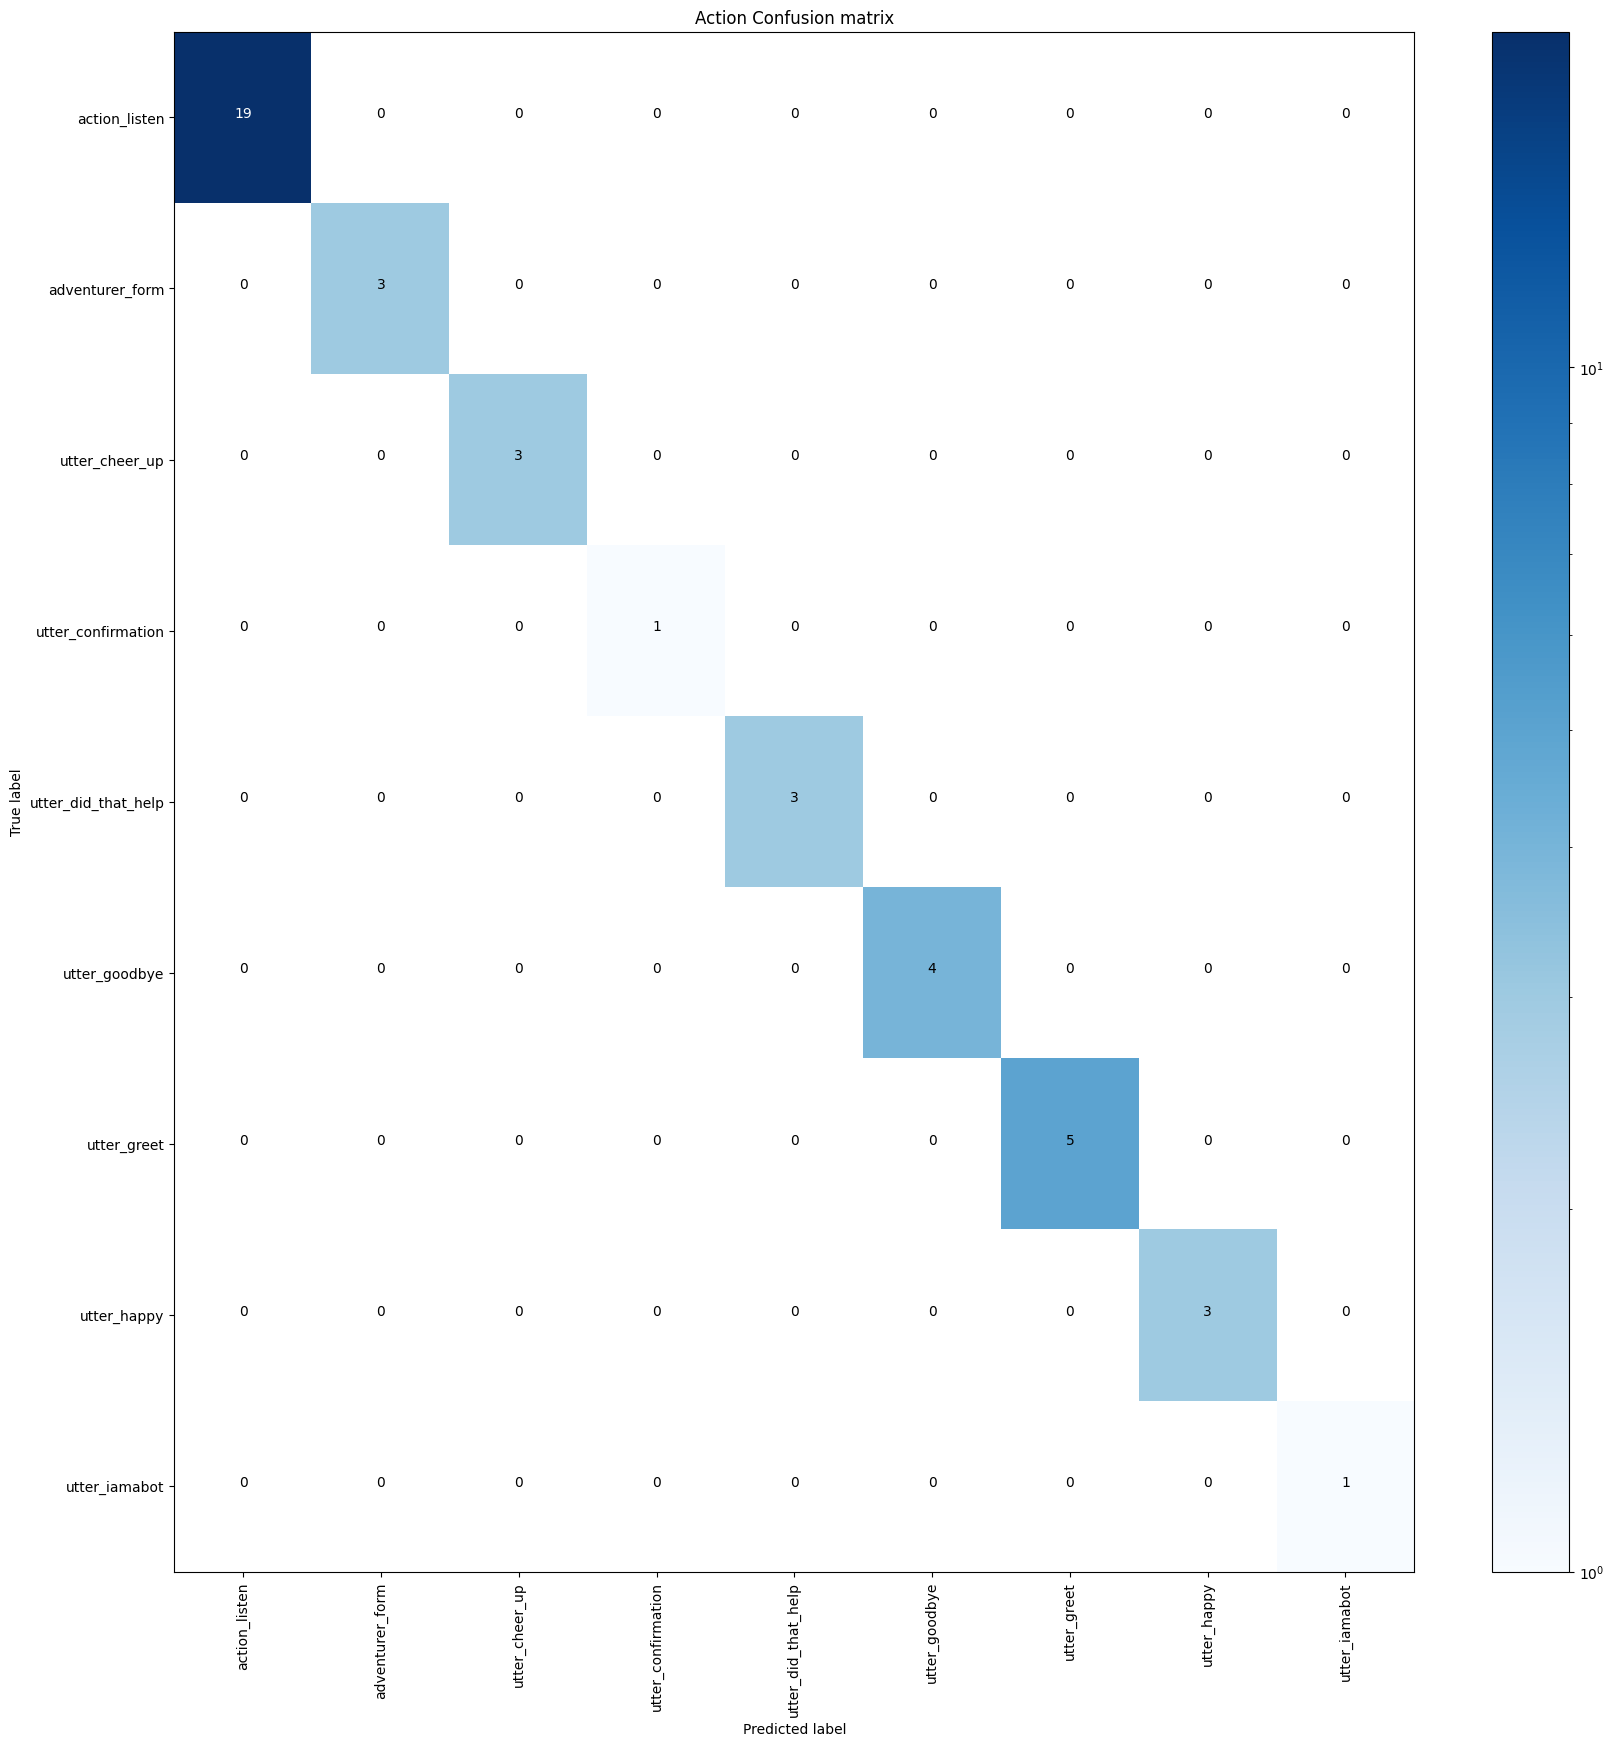 Action Confusion matrix
action_listen 19 0 0 0 0 0 0 0 0
adventurer_form 0 3 0 0 0 0 0 0 0
utter_cheer_up 0 0 3 0 0 0 0 0 0
utter_confirmation 0 0 0 1 0 0 0 0 0
utter_did_that_help 0 0 0 0 3 0 0 0 0
utter_goodbye 0 0 0 0 0 4 0 0 0
utter_greet 0 0 0 0 0 0 5 0 0
utter_happy 0 0 0 0 0 0 0 3 0
utter_iamabot 0 0 0 0 0 0 0 0 1
True label
action_listen
adventurer_form
utter_cheer_up
utter_confirmation
utter_did_that_help
utter_goodbye
utter_greet
utter_happy
utter_iamabot
Predicted label
10¹
10⁰